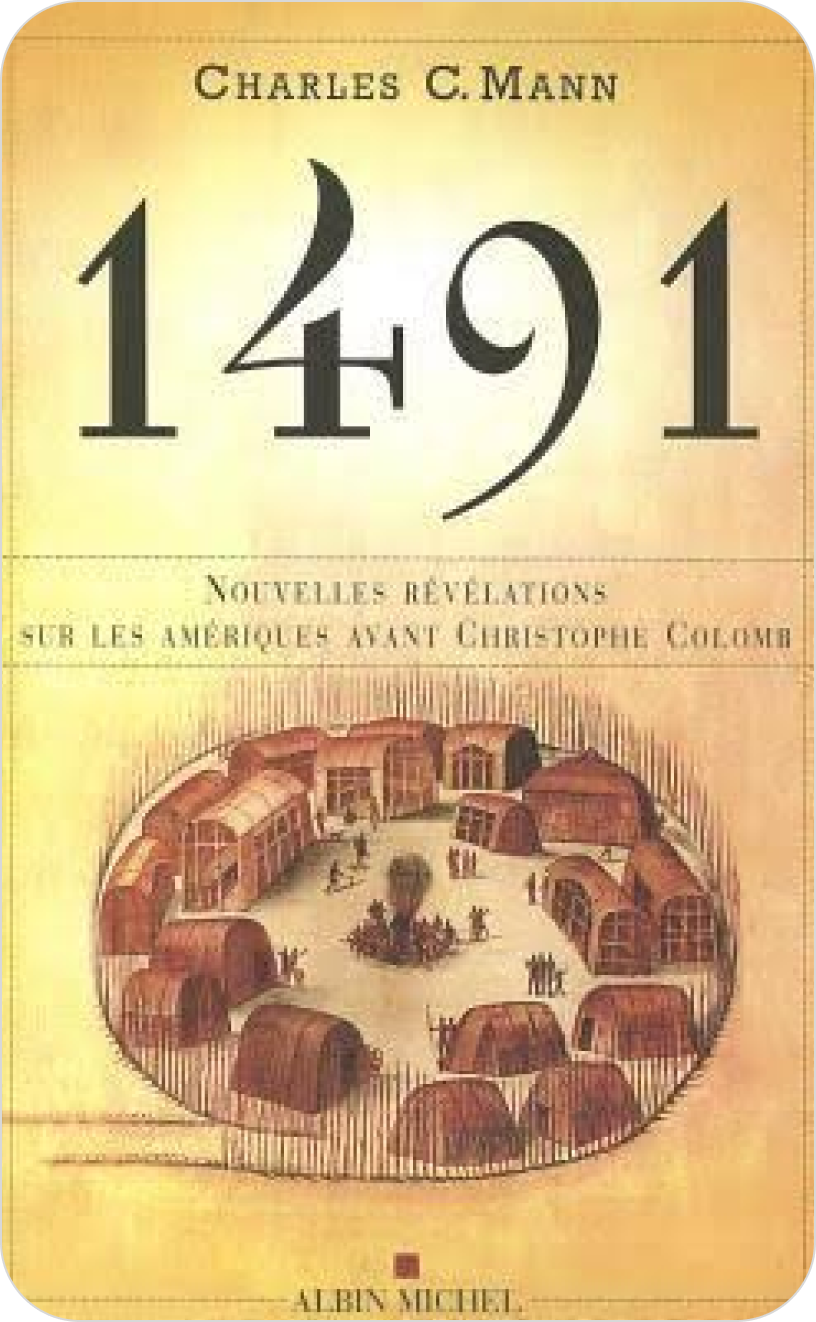 CHARLES C. MANN
1491
NOUVELLES RÉVÉLATIONS
SUR LES AMÉRIQUES AVANT CHRISTOPHE COLOMB
ALBIN MICHEL